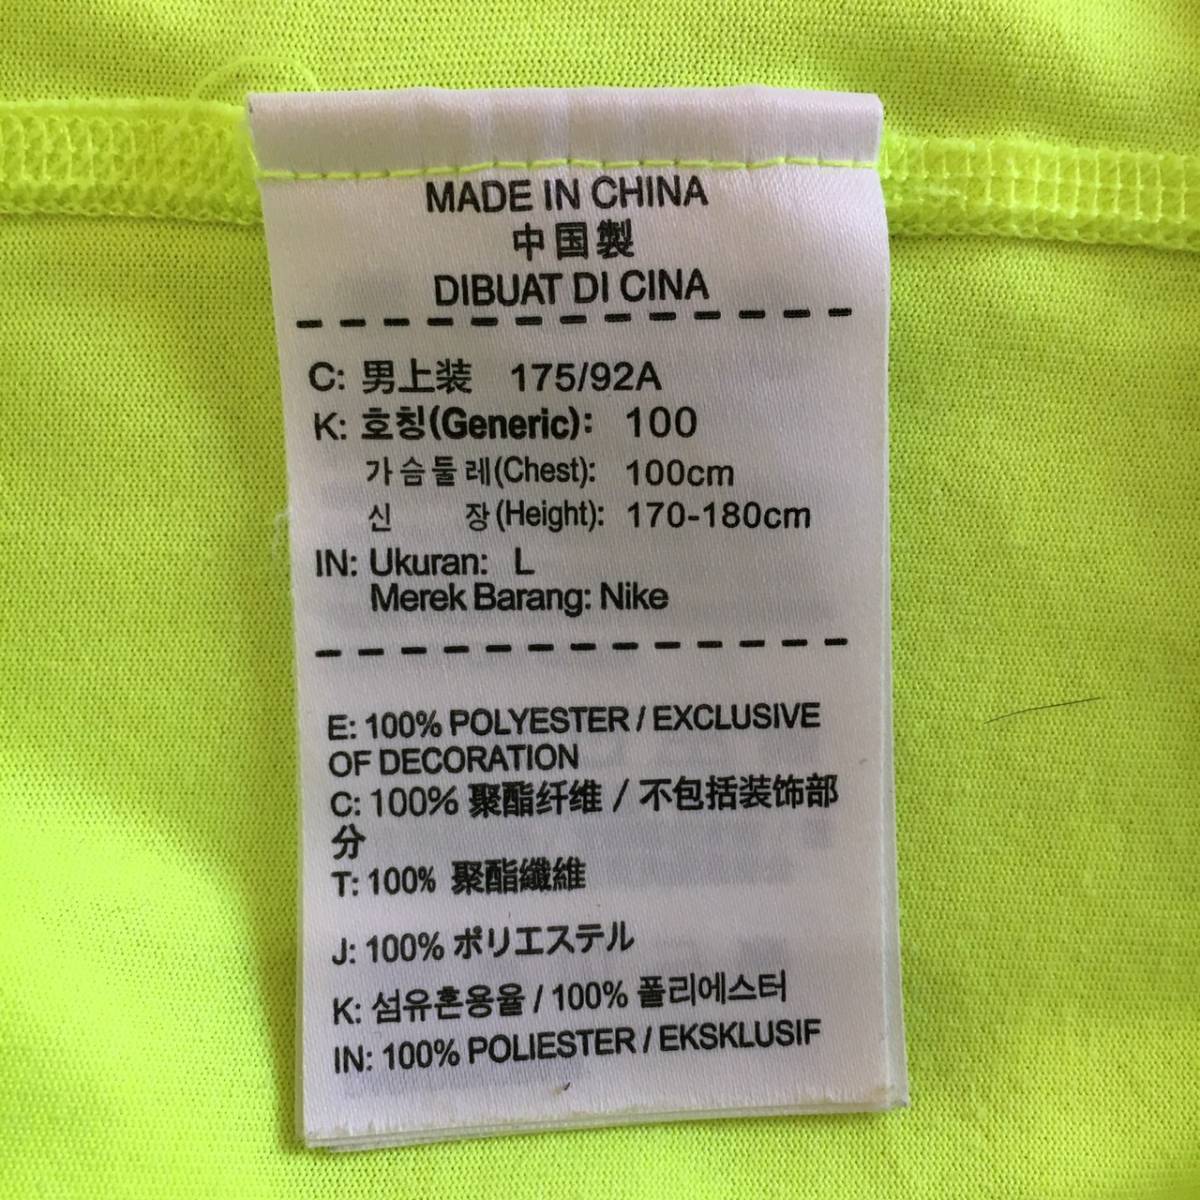 MADE IN CHINA
中国製
DIBUAT DI CINA
C: 男上装 175/92A
K: 호칭(Generic): 100
가슴둘레(Chest): 100cm
신 장(Height): 170-180cm
IN: Ukuran: L
Merek Barang: Nike
E: 100% POLYESTER / EXCLUSIVE
OF DECORATION
C: 100% 聚酯纤维 / 不包括装饰部
分
T: 100% 聚酯纖維
J: 100% ポリエステル
K: 섬유혼용율 / 100% 폴리에스터
IN: 100% POLIESTER / EKSKLUSIF